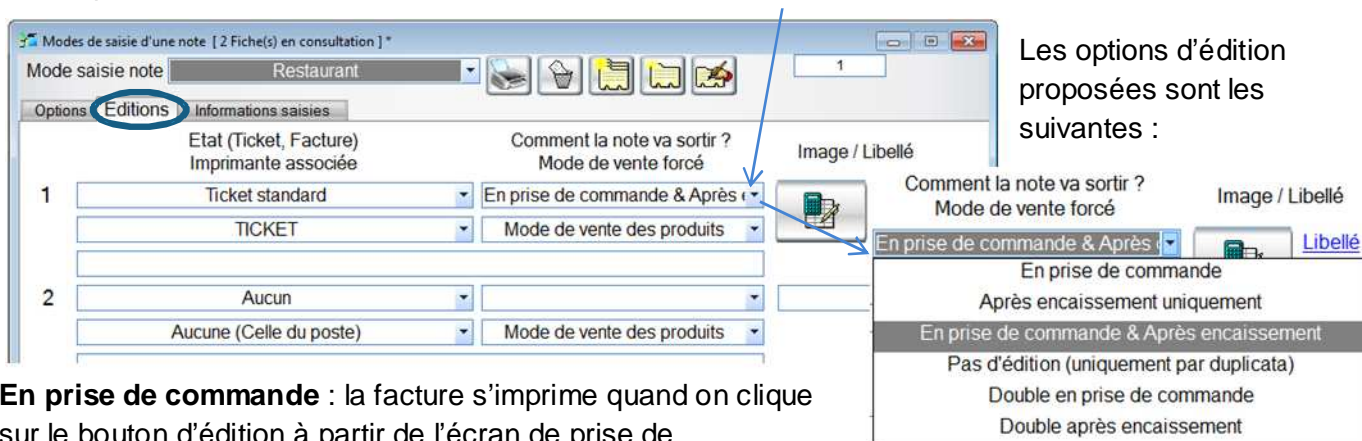 Modes de saisie d'une note [ 2 Fiche(s) en consultation ] *
Mode saisie note Restaurant 1
Options Editions Informations saisies
Etat (Ticket, Facture) Comment la note va sortir ? Image / Libellé
Imprimante associée Mode de vente forcé
1 Ticket standard En prise de commande & Après
TICKET Mode de vente des produits
2 Aucun
Aucune (Celle du poste) Mode de vente des produits
Les options d'édition
proposées sont les
suivantes :
Comment la note va sortir ? Image / Libellé
Mode de vente forcé
En prise de commande & Après Libellé
En prise de commande
Après encaissement uniquement
En prise de commande & Après encaissement
Pas d'édition (uniquement par duplicata)
Double en prise de commande
Double après encaissement
En prise de commande : la facture s'imprime quand on clique
sur le bouton d'édition à partir de l'écran de prise de